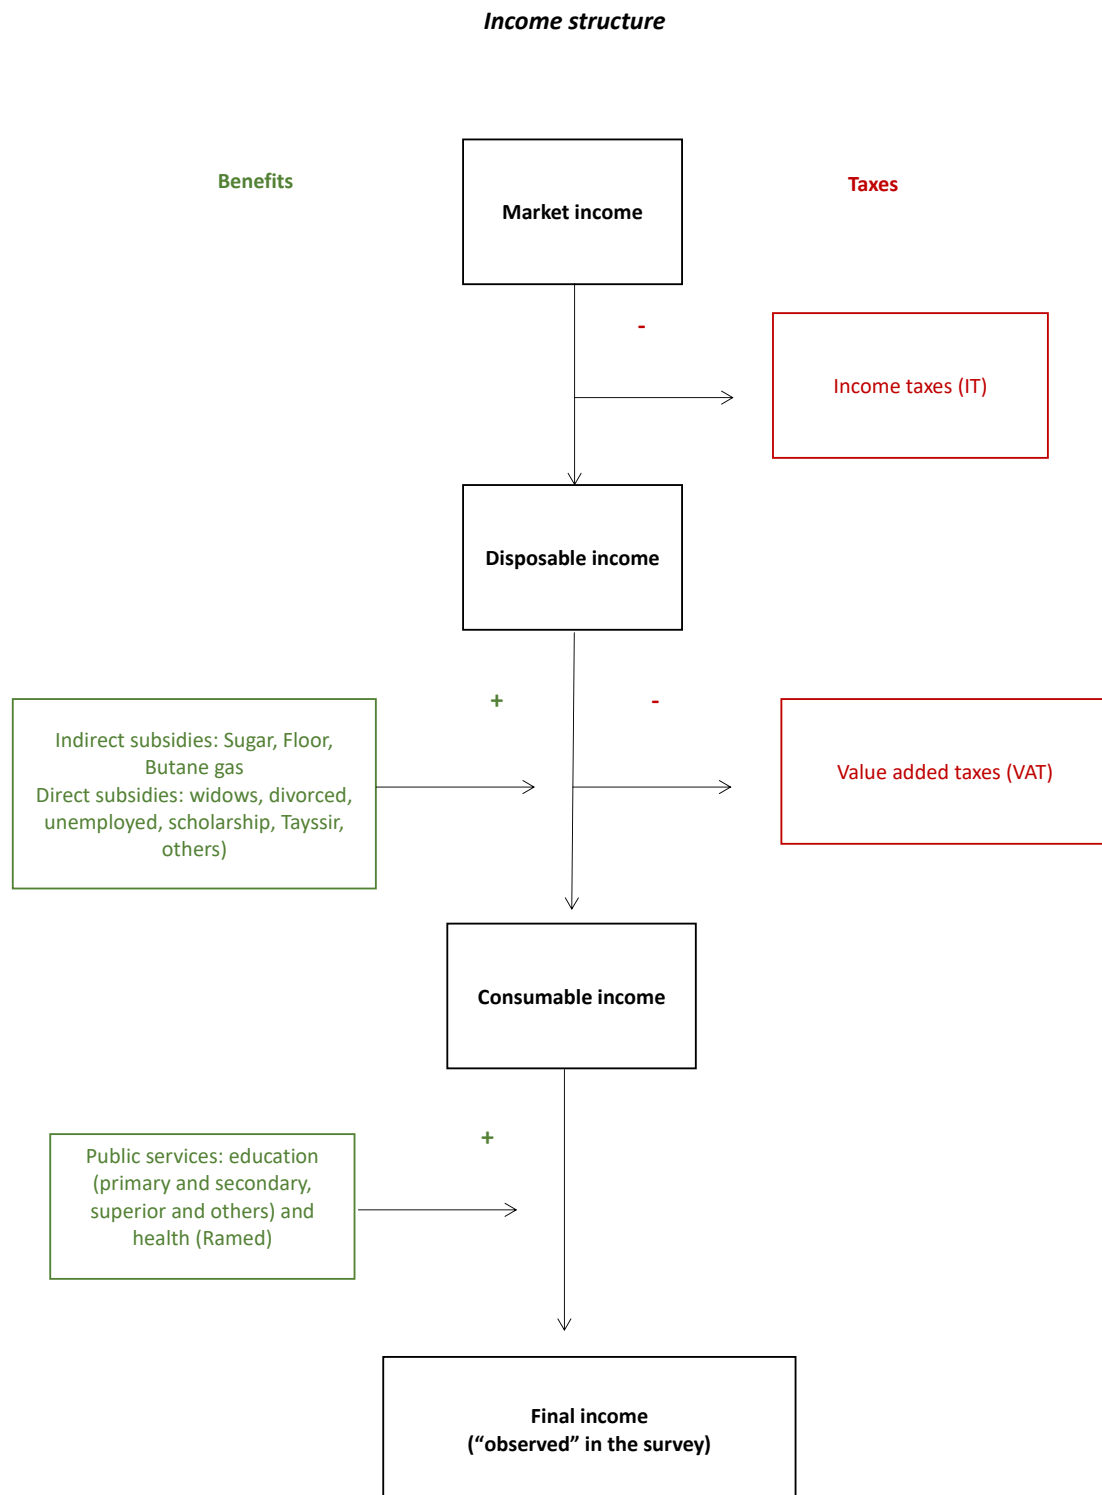 Income structure
Benefits
Market income
Taxes
-
Income taxes (IT)
Disposable income
+
-
Indirect subsidies: Sugar, Floor,
Butane gas
Direct subsidies: widows, divorced,
unemployed, scholarship, Tayssir,
others)
Value added taxes (VAT)
Consumable income
+
Public services: education
(primary and secondary,
superior and others) and
health (Ramed)
Final income
(“observed” in the survey)